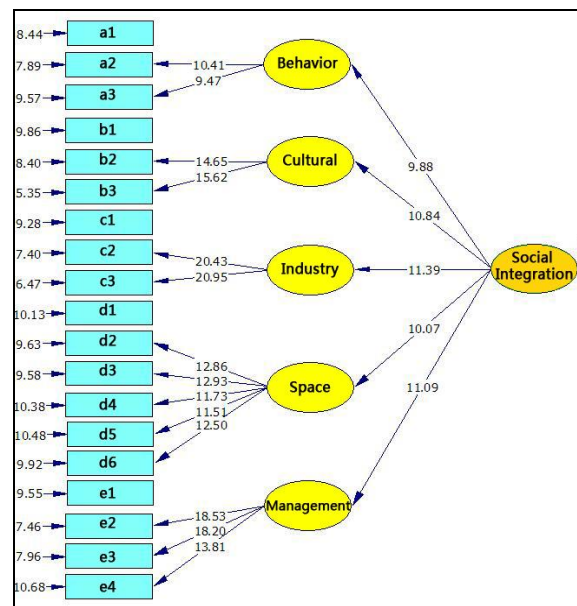 8.44 a1
7.89 a2
9.57 a3
9.86 b1
8.40 b2
5.35 b3
9.28 c1
7.40 c2
6.47 c3
10.13 d1
9.63 d2
9.58 d3
10.38 d4
10.48 d5
9.92 d6
9.55 e1
7.46 e2
7.96 e3
10.68 e4
10.41
9.47
14.65
15.62
20.43
20.95
12.86
12.93
11.73
11.51
12.50
18.53
18.20
13.81
Behavior
Cultural
Industry
Space
Management
9.88
10.84
11.39
10.07
11.09
Social
Integration